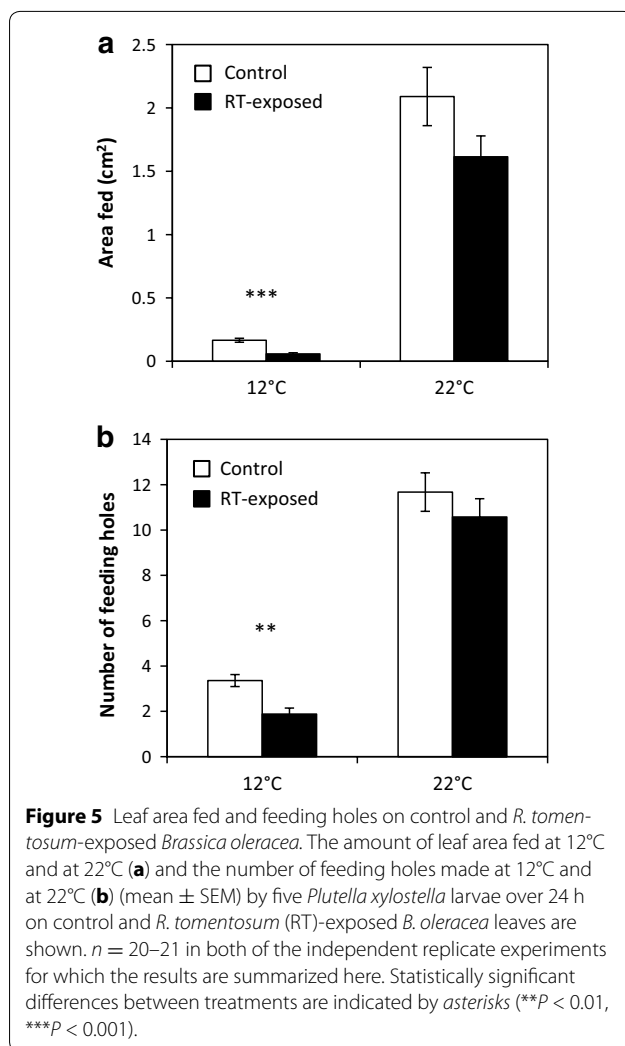 a
2.5
2
1.5
1
0.5
0
Area fed (cm²)
Control
RT-exposed
***
12°C 22°C
b
14
12
10
8
6
4
2
0
Number of feeding holes
Control
RT-exposed
**
12°C 22°C
Figure 5 Leaf area fed and feeding holes on control and R. tomen-
tosum-exposed Brassica oleracea. The amount of leaf area fed at 12°C
and at 22°C (a) and the number of feeding holes made at 12°C and
at 22°C (b) (mean ± SEM) by five Plutella xylostella larvae over 24 h
on control and R. tomentosum (RT)-exposed B. oleracea leaves are
shown. n = 20–21 in both of the independent replicate experiments
for which the results are summarized here. Statistically significant
differences between treatments are indicated by asterisks (**P < 0.01,
***P < 0.001).